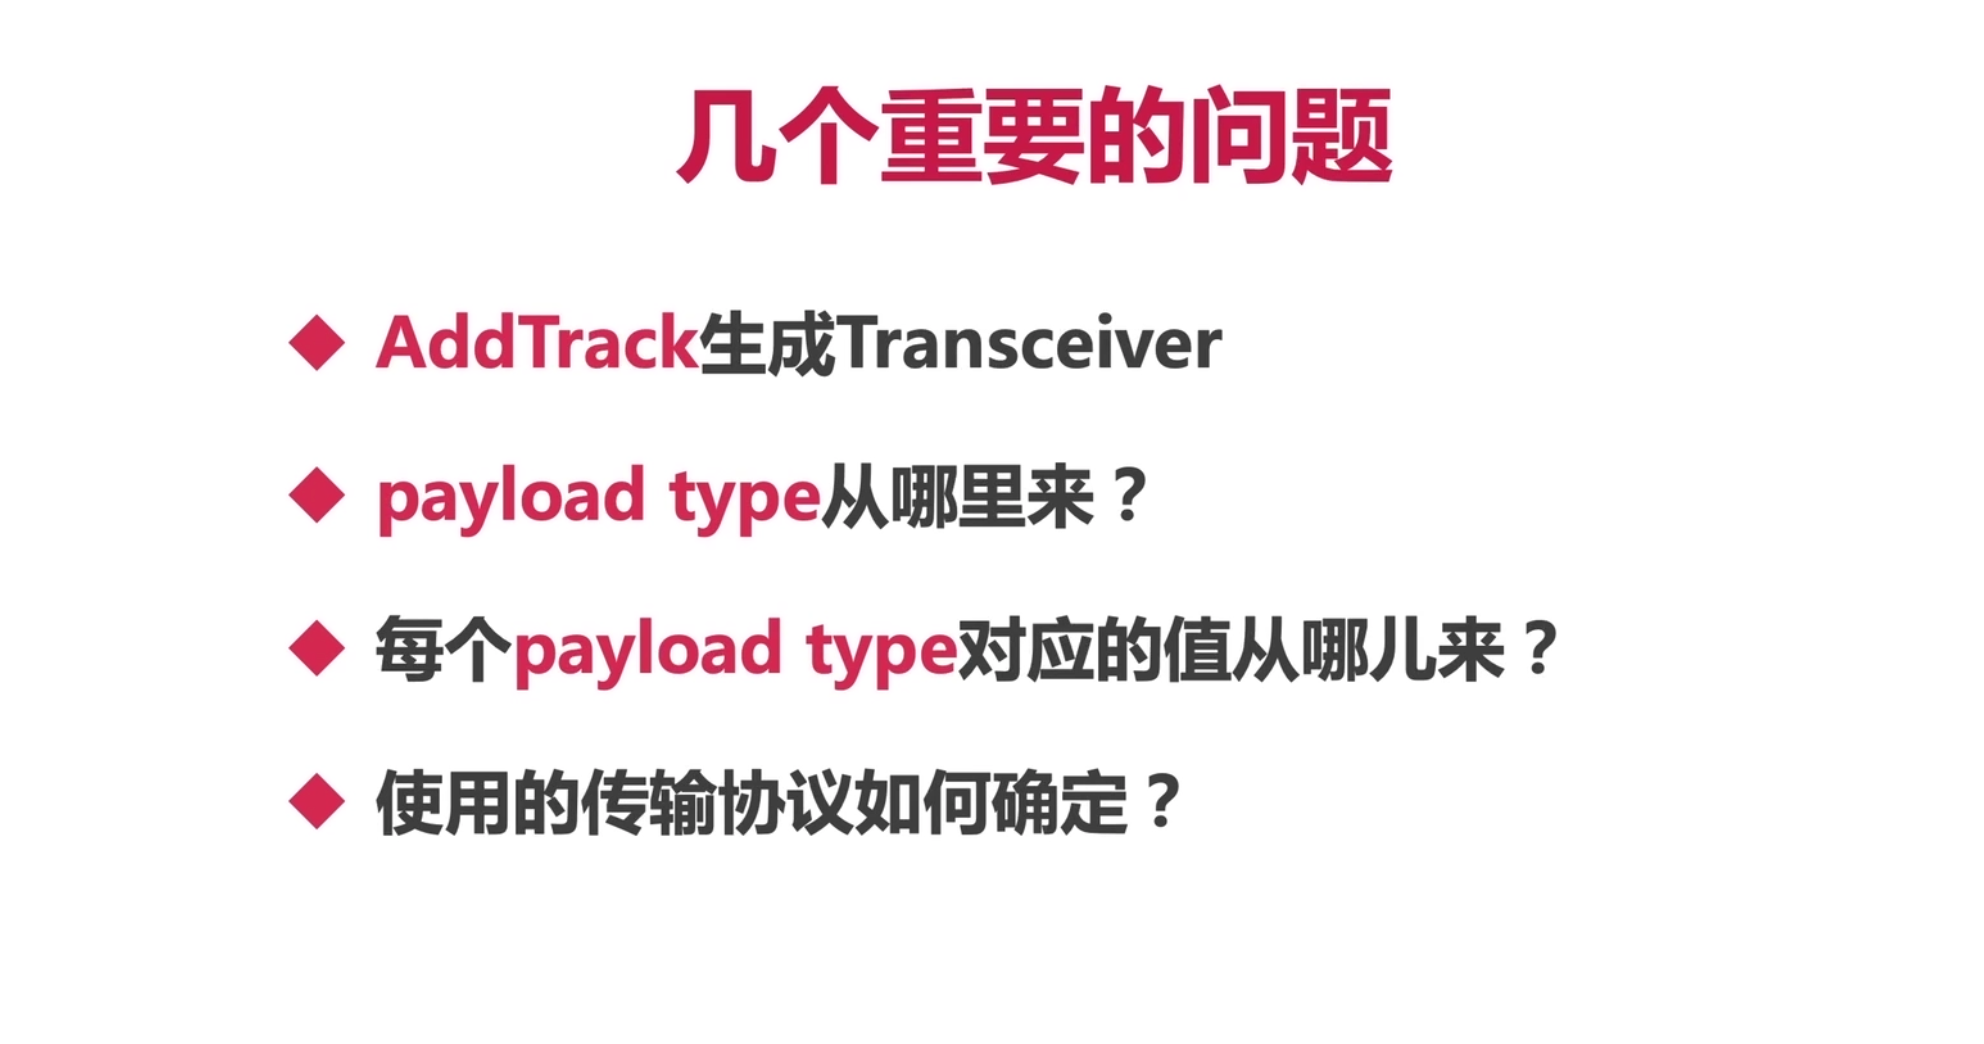 几个重要的问题
AddTrack生成Transceiver
payload type从哪里来？
每个payload type对应的值从哪儿来？
使用的传输协议如何确定？